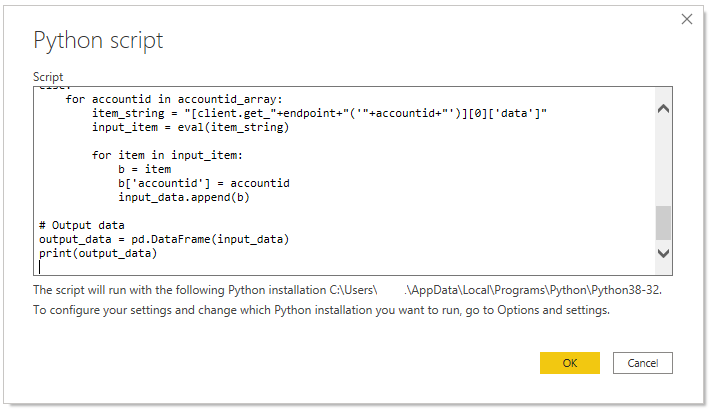 Python script
Script
else:
    for accountid in accountid_array:
        item_string = "[client.get_"+endpoint+"('"+accountid+"')][0]['data']"
        input_item = eval(item_string)
        for item in input_item:
            b = item
            b['accountid'] = accountid
            input_data.append(b)
# Output data
output_data = pd.DataFrame(input_data)
print(output_data)
The script will run with the following Python installation C:\Users\ .\AppData\Local\Programs\Python\Python38-32.
To configure your settings and change which Python installation you want to run, go to Options and settings.
OK Cancel